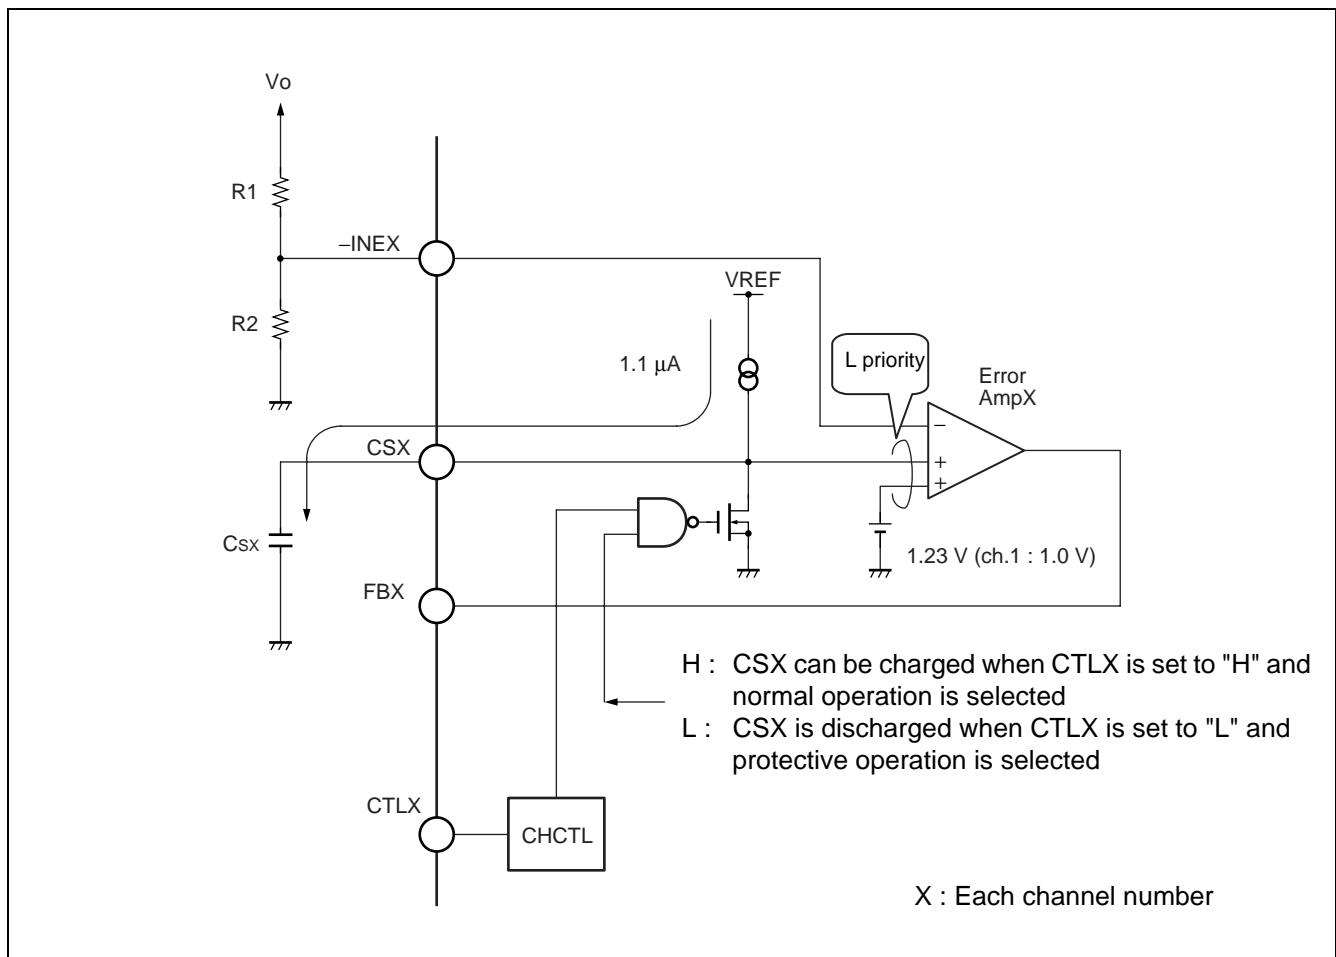 Vo
R1
–INEX
VREF
R2
1.1 µA
L priority
Error
AmpX
−
CSX
+
+
CSX
1.23 V (ch.1 : 1.0 V)
FBX
H : CSX can be charged when CTLX is set to "H" and
normal operation is selected
L : CSX is discharged when CTLX is set to "L" and
protective operation is selected
CTLX
CHCTL
X : Each channel number